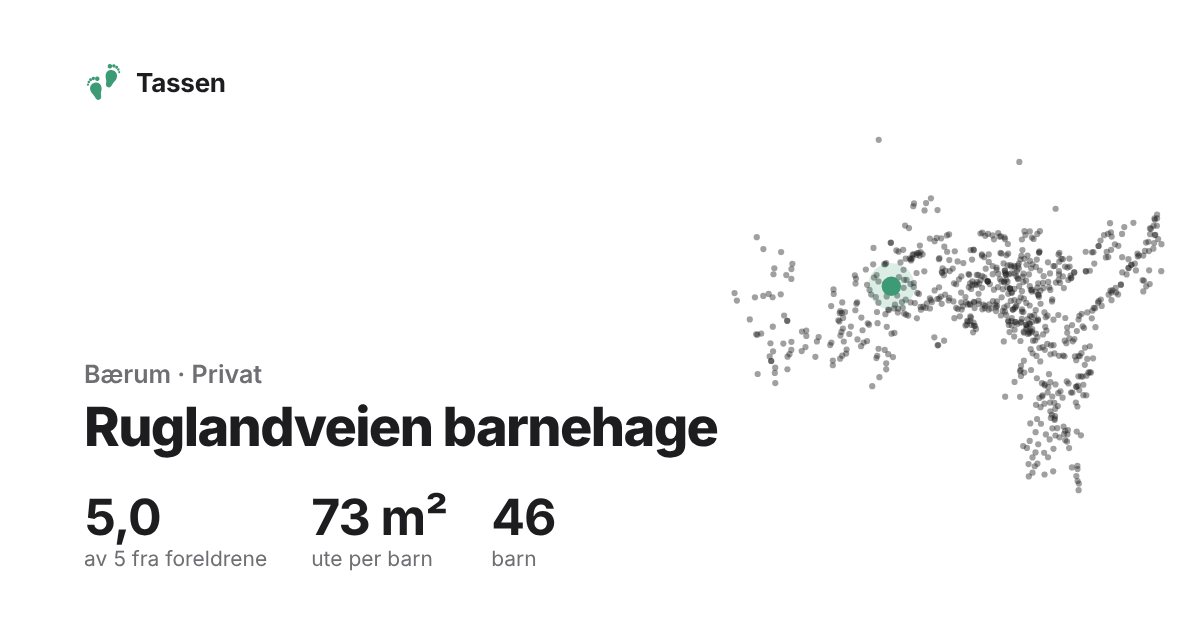 Tassen
Bærum · Privat
Ruglandveien barnehage
5,0
av 5 fra foreldrene
73 m²
ute per barn
46
barn